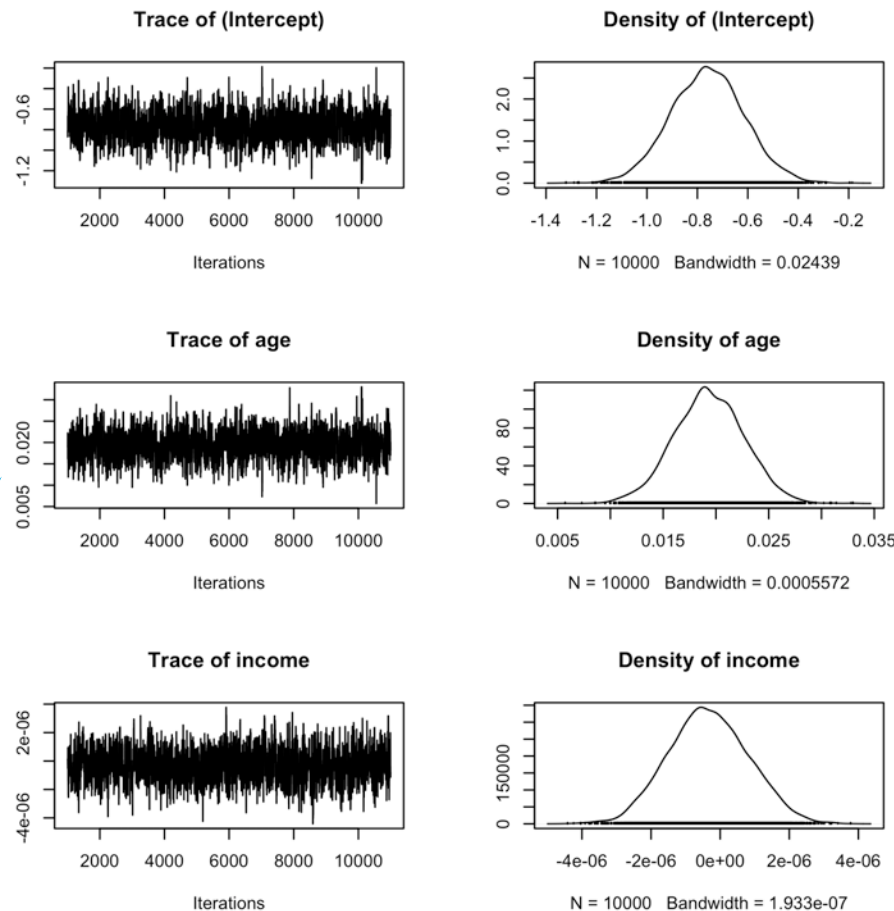 Trace of (Intercept)
-0.6
-1.2
2000 4000 6000 8000 10000
Iterations
Density of (Intercept)
2.0
1.0
0.0
-1.4 -1.2 -1.0 -0.8 -0.6 -0.4 -0.2
N = 10000 Bandwidth = 0.02439
Trace of age
0.020
0.005
2000 4000 6000 8000 10000
Iterations
Density of age
80
40
0
0.005 0.015 0.025 0.035
N = 10000 Bandwidth = 0.0005572
Trace of income
2e-06
-4e-06
2000 4000 6000 8000 10000
Iterations
Density of income
150000
0
-4e-06 -2e-06 0e+00 2e-06 4e-06
N = 10000 Bandwidth = 1.933e-07